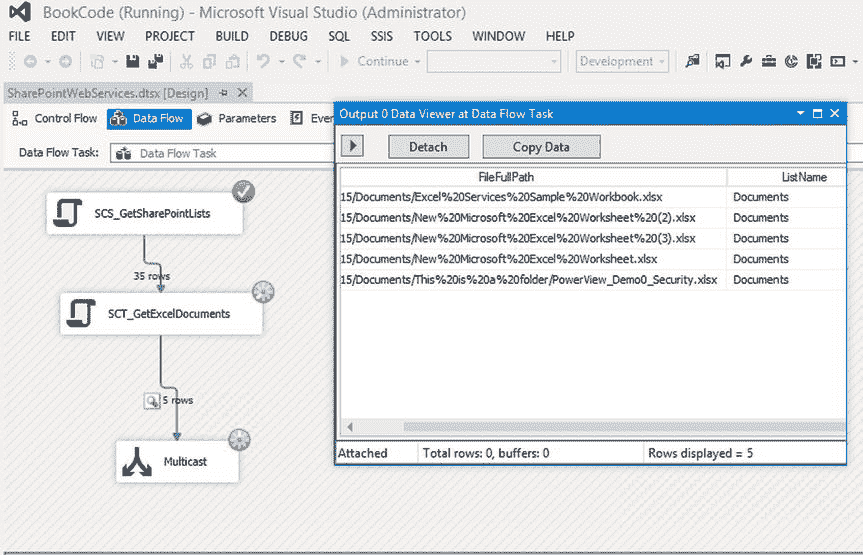 BookCode (Running) - Microsoft Visual Studio (Administrator)
FILE EDIT VIEW PROJECT BUILD DEBUG SQL SSIS TOOLS WINDOW HELP
Continue Development
SharePointWebServices.dtsx [Design]
Control Flow Data Flow Parameters Even
Data Flow Task: Data Flow Task
Output 0 Data Viewer at Data Flow Task
Detach Copy Data
FileFullPath ListName
15/Documents/Excel%20Services%20Sample%20Workbook.xlsx Documents
15/Documents/New%20Microsoft%20Excel%20Worksheet%20(2).xlsx Documents
15/Documents/New%20Microsoft%20Excel%20Worksheet%20(3).xlsx Documents
15/Documents/New%20Microsoft%20Excel%20Worksheet.xlsx Documents
15/Documents/This%20is%20a%20folder/PowerView_Demo0_Security.xlsx Documents
Attached Total rows: 0, buffers: 0 Rows displayed = 5
SCS_GetSharePointLists
35 rows
SCT_GetExcelDocuments
5 rows
Multicast